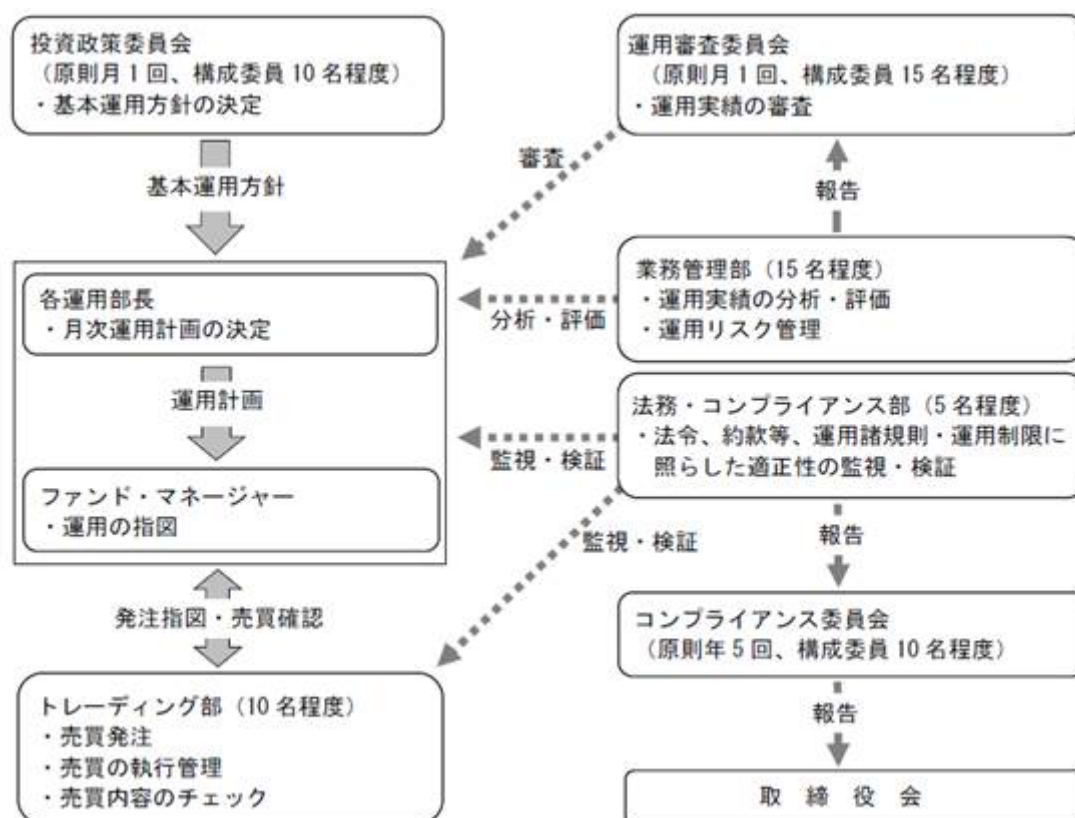 投資政策委員会
（原則月1回、構成委員10名程度）
・基本運用方針の決定
基本運用方針
各運用部長
・月次運用計画の決定
運用計画
ファンド・マネージャー
・運用の指図
発注指図・売買確認
トレーディング部（10名程度）
・売買発注
・売買の執行管理
・売買内容のチェック
運用審査委員会
（原則月1回、構成委員15名程度）
・運用実績の審査
審査
報告
業務管理部（15名程度）
・運用実績の分析・評価
・運用リスク管理
分析・評価
法務・コンプライアンス部（5名程度）
・法令、約款等、運用諸規則・運用制限に
照らした適正性の監視・検証
監視・検証
監視・検証
報告
コンプライアンス委員会
（原則年5回、構成委員10名程度）
報告
取 締 役 会